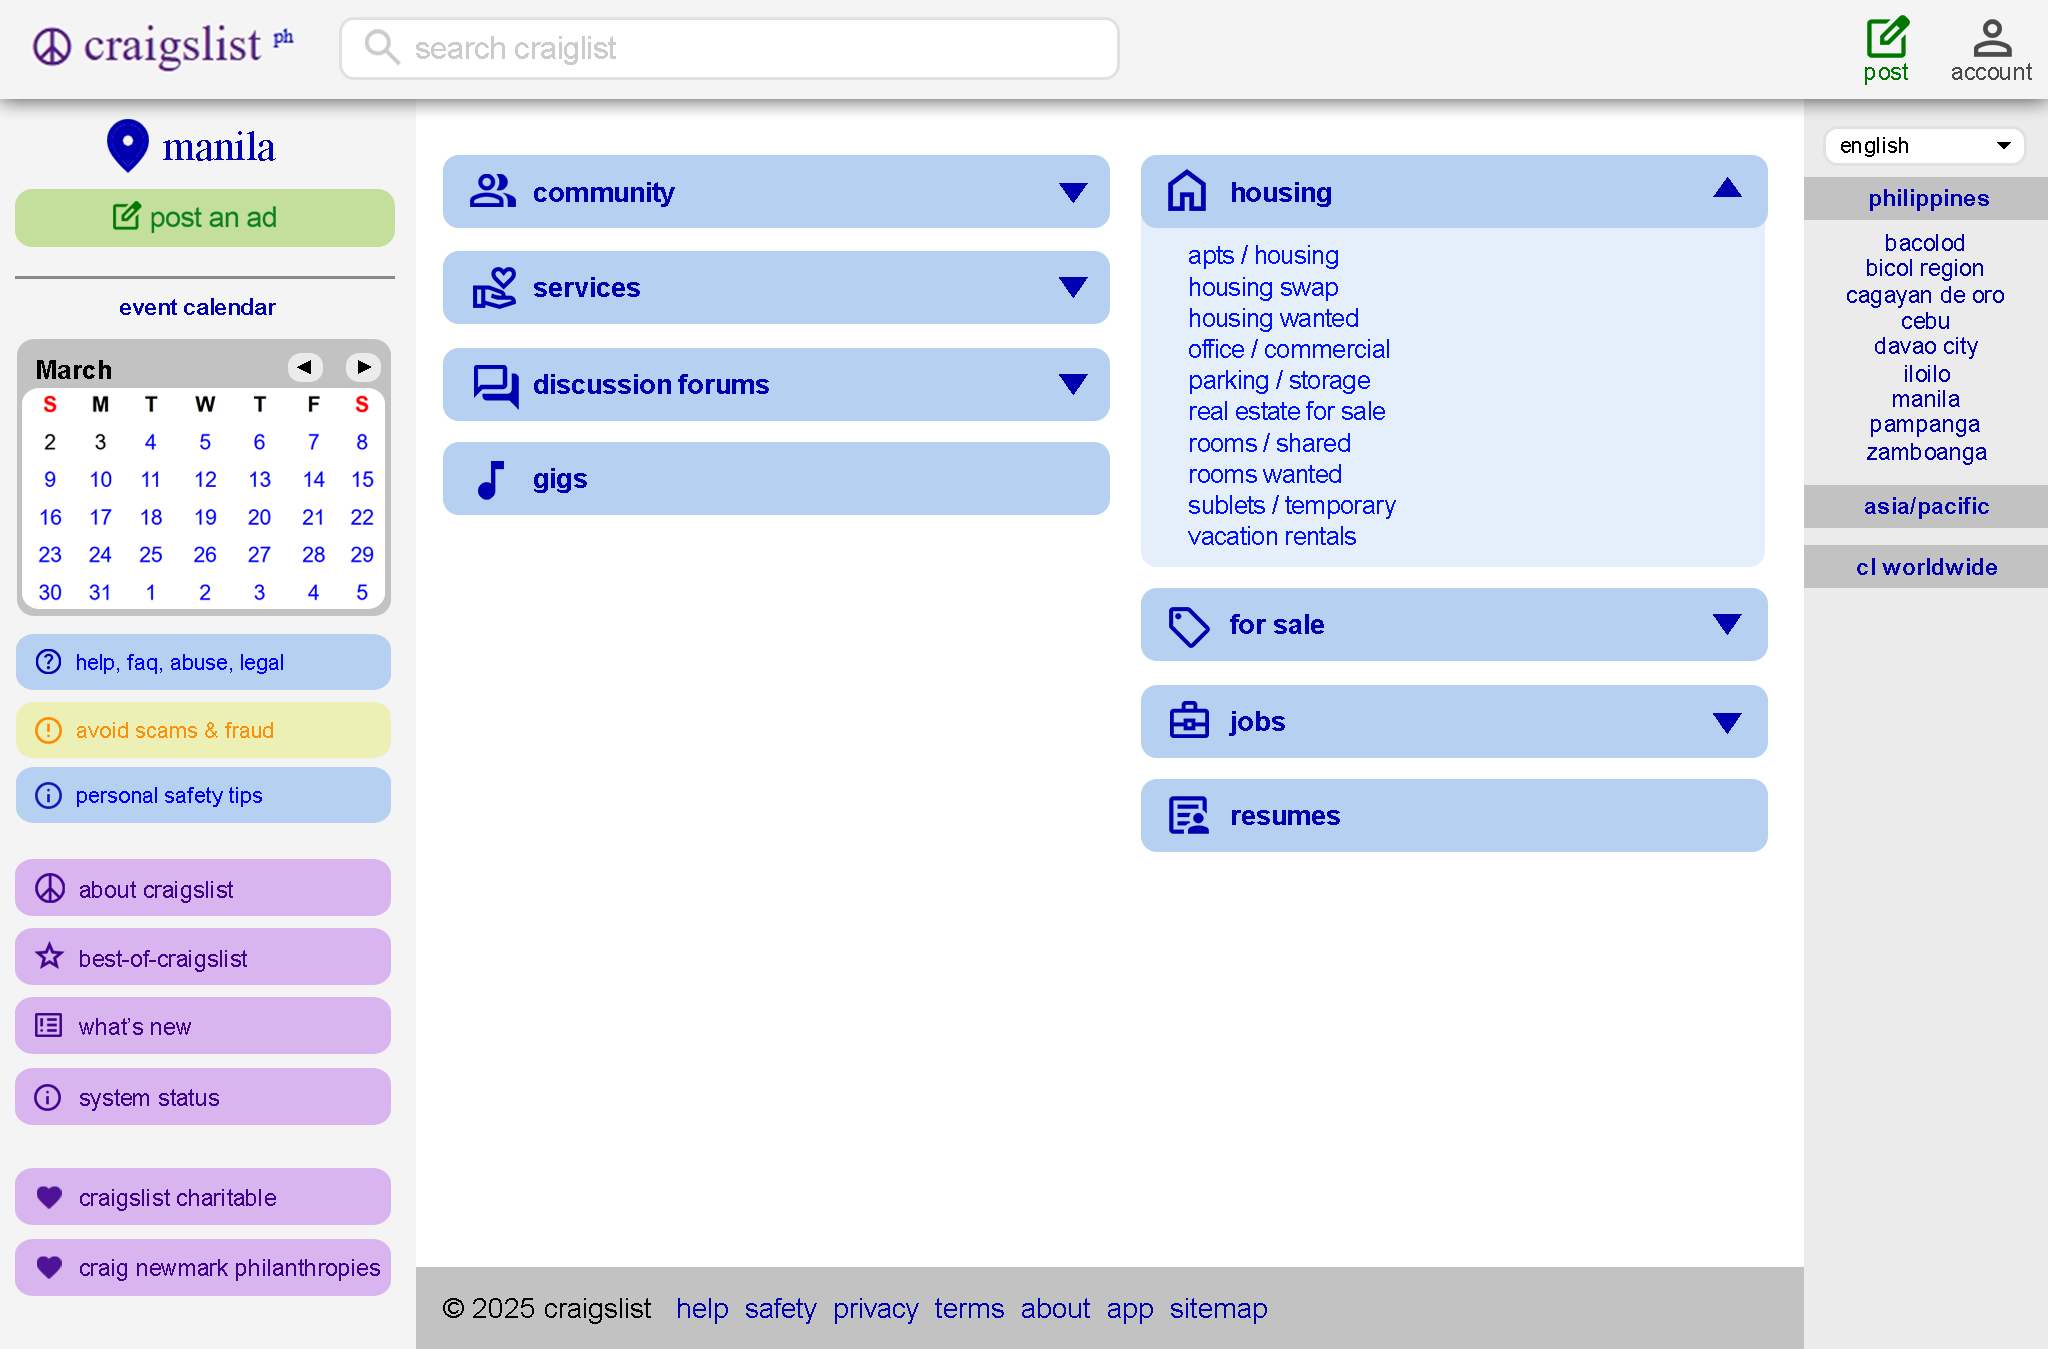 craigslist ph
search craiglist
post
account
manila
post an ad
event calendar
March
S M T W T F S
2 3 4 5 6 7 8
9 10 11 12 13 14 15
16 17 18 19 20 21 22
23 24 25 26 27 28 29
30 31 1 2 3 4 5
help, faq, abuse, legal
avoid scams & fraud
personal safety tips
about craigslist
best-of-craigslist
what's new
system status
craigslist charitable
craig newmark philanthropies
community
services
discussion forums
gigs
housing
apts / housing
housing swap
housing wanted
office / commercial
parking / storage
real estate for sale
rooms / shared
rooms wanted
sublets / temporary
vacation rentals
for sale
jobs
resumes
english
philippines
bacolod
bicol region
cagayan de oro
cebu
davao city
iloilo
manila
pampanga
zamboanga
asia/pacific
cl worldwide
© 2025 craigslist help safety privacy terms about app sitemap